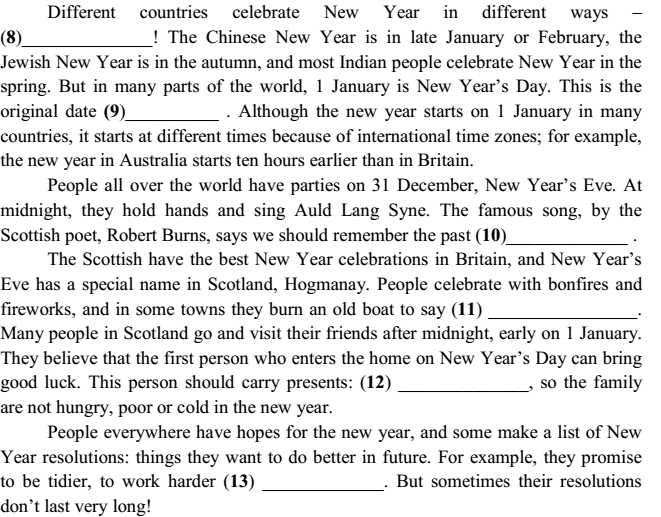 Different countries celebrate New Year in different ways –
(8)______________! The Chinese New Year is in late January or February, the
Jewish New Year is in the autumn, and most Indian people celebrate New Year in the
spring. But in many parts of the world, 1 January is New Year’s Day. This is the
original date (9)__________ . Although the new year starts on 1 January in many
countries, it starts at different times because of international time zones; for example,
the new year in Australia starts ten hours earlier than in Britain.
People all over the world have parties on 31 December, New Year’s Eve. At
midnight, they hold hands and sing Auld Lang Syne. The famous song, by the
Scottish poet, Robert Burns, says we should remember the past (10)_____________ .
The Scottish have the best New Year celebrations in Britain, and New Year’s
Eve has a special name in Scotland, Hogmanay. People celebrate with bonfires and
fireworks, and in some towns they burn an old boat to say (11) ________________.
Many people in Scotland go and visit their friends after midnight, early on 1 January.
They believe that the first person who enters the home on New Year’s Day can bring
good luck. This person should carry presents: (12) ______________, so the family
are not hungry, poor or cold in the new year.
People everywhere have hopes for the new year, and some make a list of New
Year resolutions: things they want to do better in future. For example, they promise
to be tidier, to work harder (13) _____________. But sometimes their resolutions
don’t last very long!